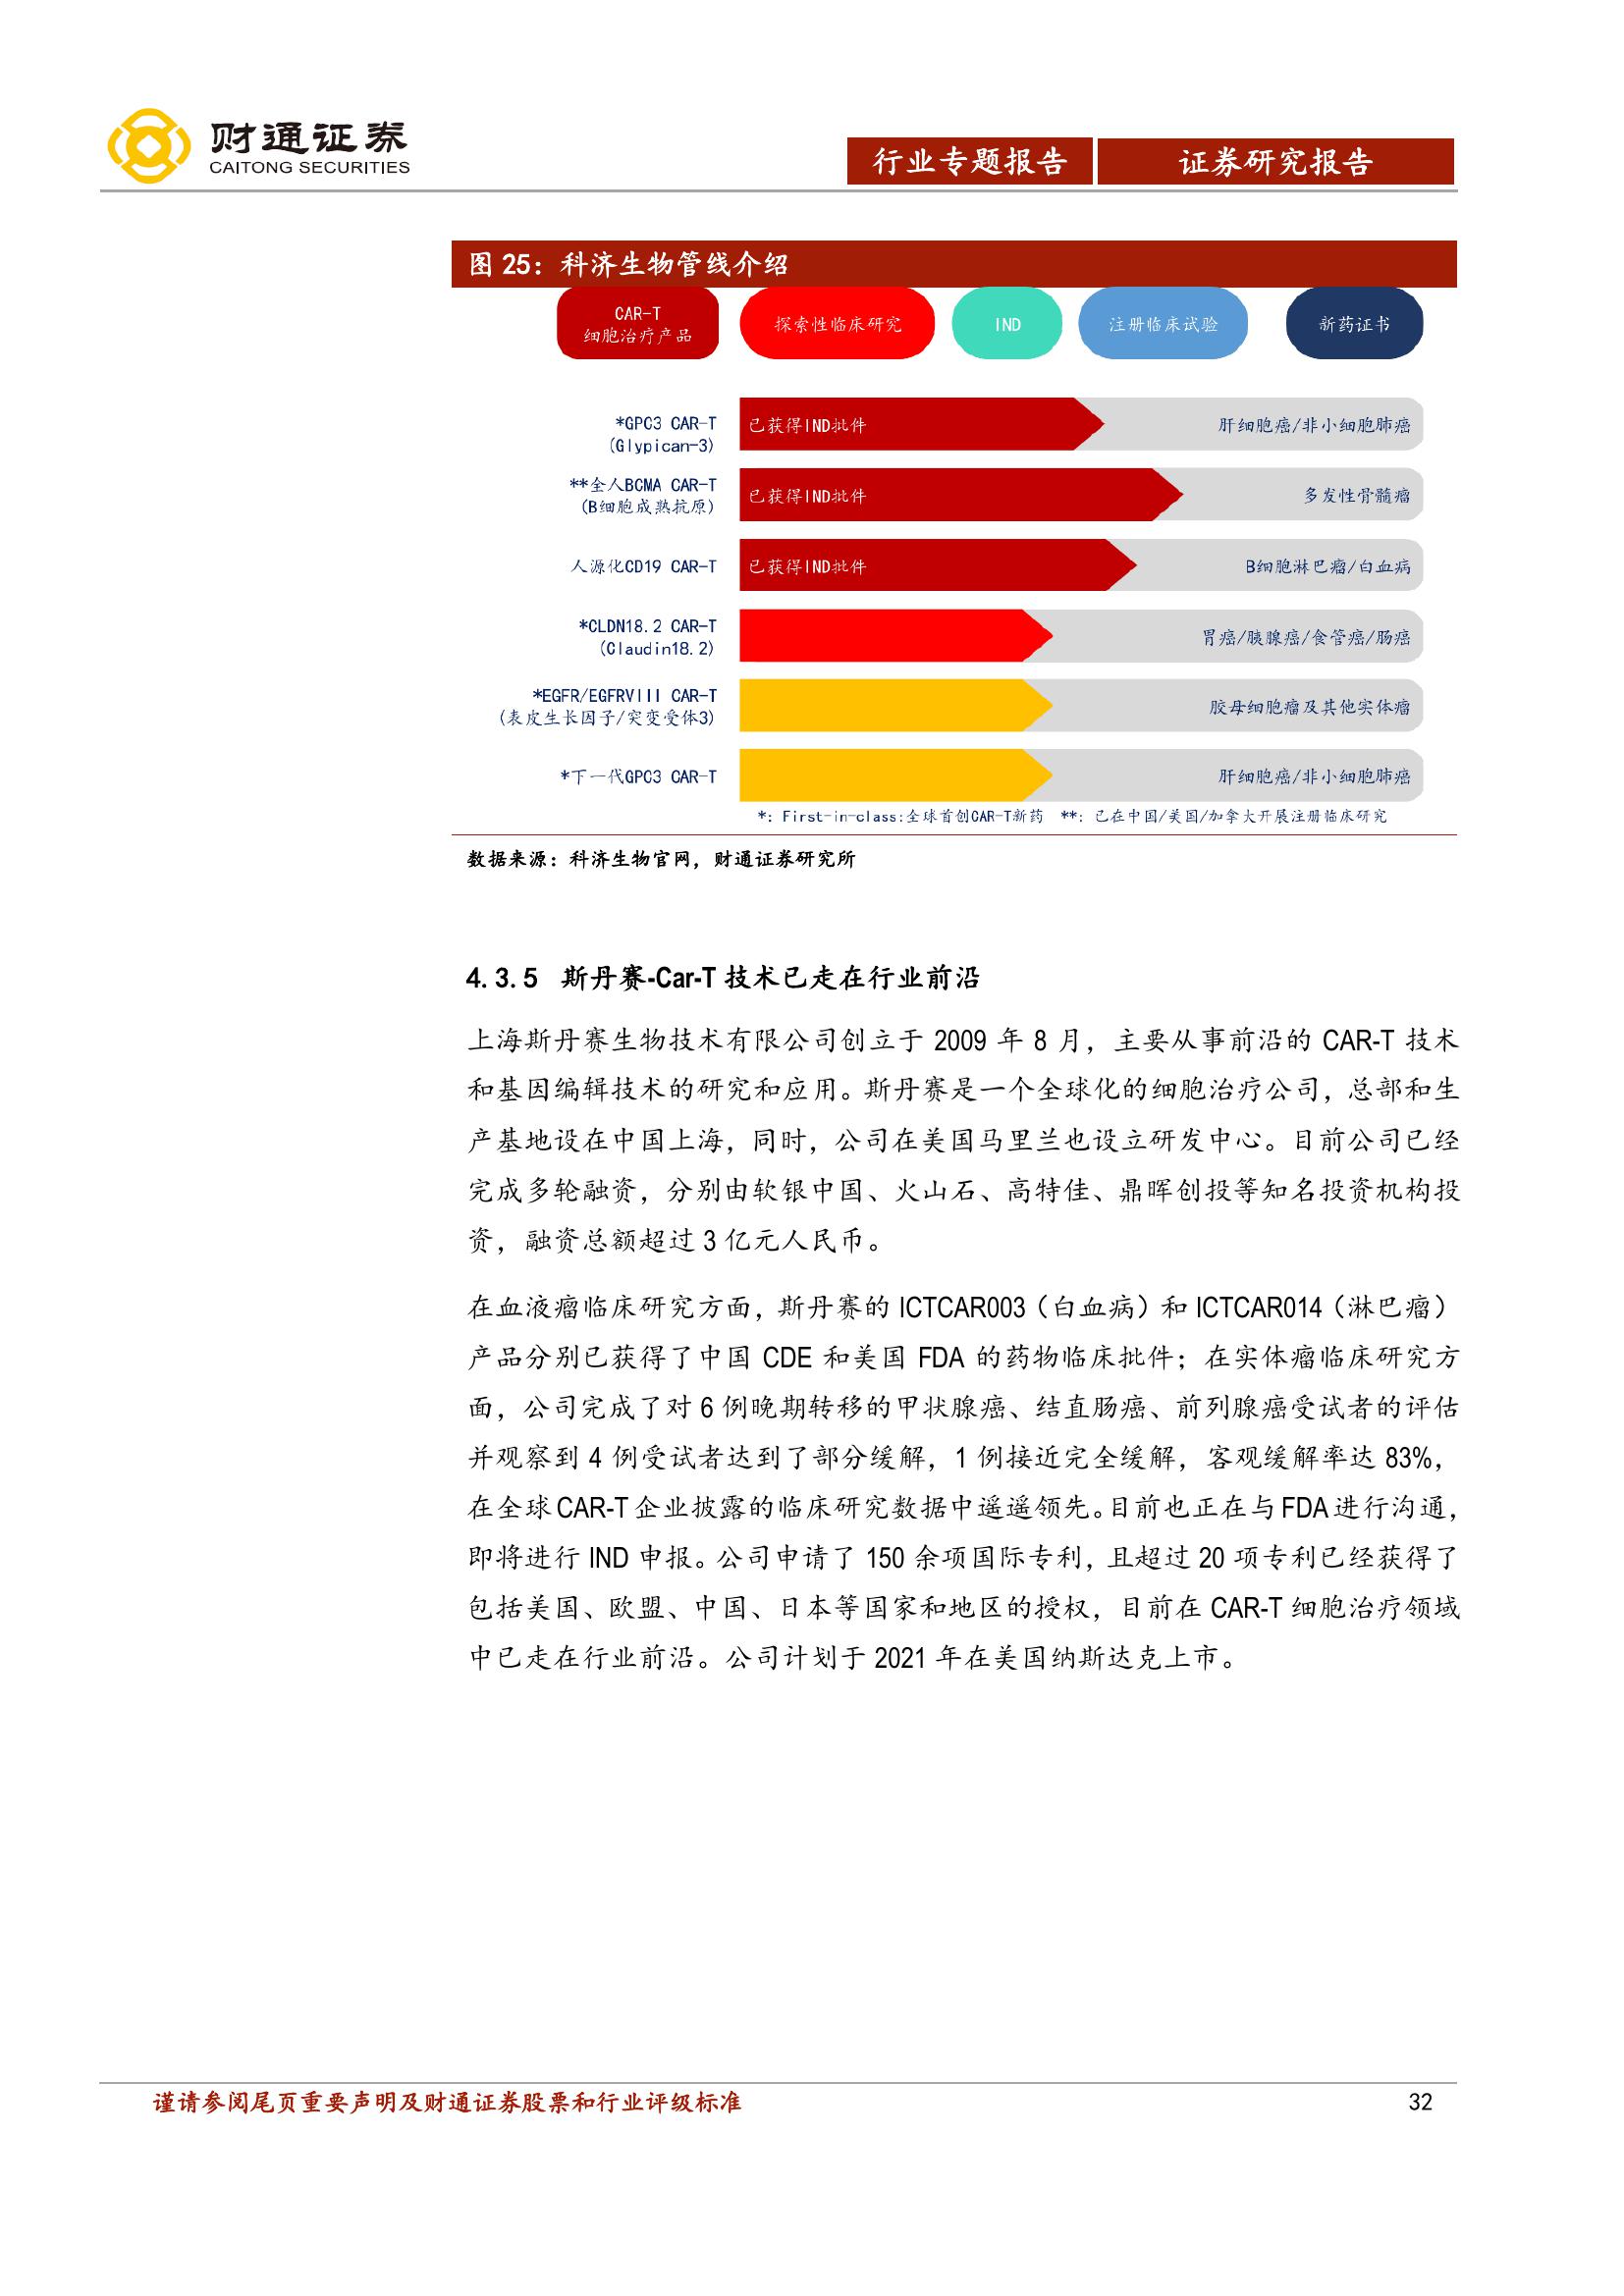 财通证券
CAITONG SECURITIES
行业专题报告
证券研究报告
图 25：科济生物管线介绍
CAR-T
细胞治疗产品
探索性临床研究
IND
注册临床试验
新药证书
*GPC3 CAR-T
(Glypican-3)
已获得IND批件
肝细胞癌/非小细胞肺癌
**全人BCMA CAR-T
(B细胞成熟抗原)
已获得IND批件
多发性骨髓瘤
人源化CD19 CAR-T
已获得IND批件
B细胞淋巴瘤/白血病
*CLDN18.2 CAR-T
(Claudin18.2)
胃癌/胰腺癌/食管癌/肠癌
*EGFR/EGFRVIII CAR-T
(表皮生长因子/突变受体3)
胶母细胞瘤及其他实体瘤
*下一代GPC3 CAR-T
肝细胞癌/非小细胞肺癌
*: First-in-class:全球首创CAR-T新药 **: 已在中国/美国/加拿大开展注册临床研究
数据来源：科济生物官网，财通证券研究所
4.3.5 斯丹赛-Car-T 技术已走在行业前沿
上海斯丹赛生物技术有限公司创立于 2009 年 8 月，主要从事前沿的 CAR-T 技术
和基因编辑技术的研究和应用。斯丹赛是一个全球化的细胞治疗公司，总部和生
产基地设在中国上海，同时，公司在美国马里兰也设立研发中心。目前公司已经
完成多轮融资，分别由软银中国、火山石、高特佳、鼎晖创投等知名投资机构投
资，融资总额超过 3 亿元人民币。
在血液瘤临床研究方面，斯丹赛的 ICTCAR003（白血病）和 ICTCAR014（淋巴瘤）
产品分别已获得了中国 CDE 和美国 FDA 的药物临床批件；在实体瘤临床研究方
面，公司完成了对 6 例晚期转移的甲状腺癌、结直肠癌、前列腺癌受试者的评估
并观察到 4 例受试者达到了部分缓解，1 例接近完全缓解，客观缓解率达 83%，
在全球 CAR-T 企业披露的临床研究数据中遥遥领先。目前也正在与 FDA 进行沟通，
即将进行 IND 申报。公司申请了 150 余项国际专利，且超过 20 项专利已经获得了
包括美国、欧盟、中国、日本等国家和地区的授权，目前在 CAR-T 细胞治疗领域
中已走在行业前沿。公司计划于 2021 年在美国纳斯达克上市。
谨请参阅尾页重要声明及财通证券股票和行业评级标准
32